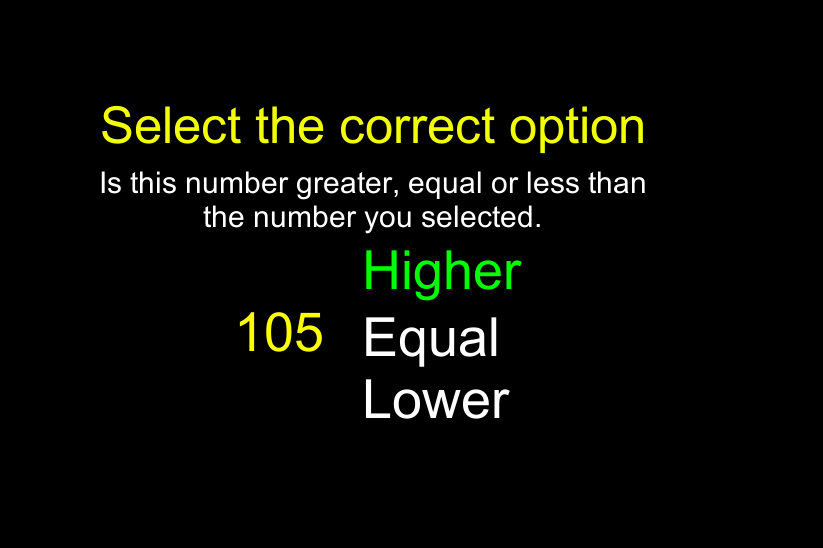 Select the correct option
Is this number greater, equal or less than
the number you selected.
Higher
105
Equal
Lower